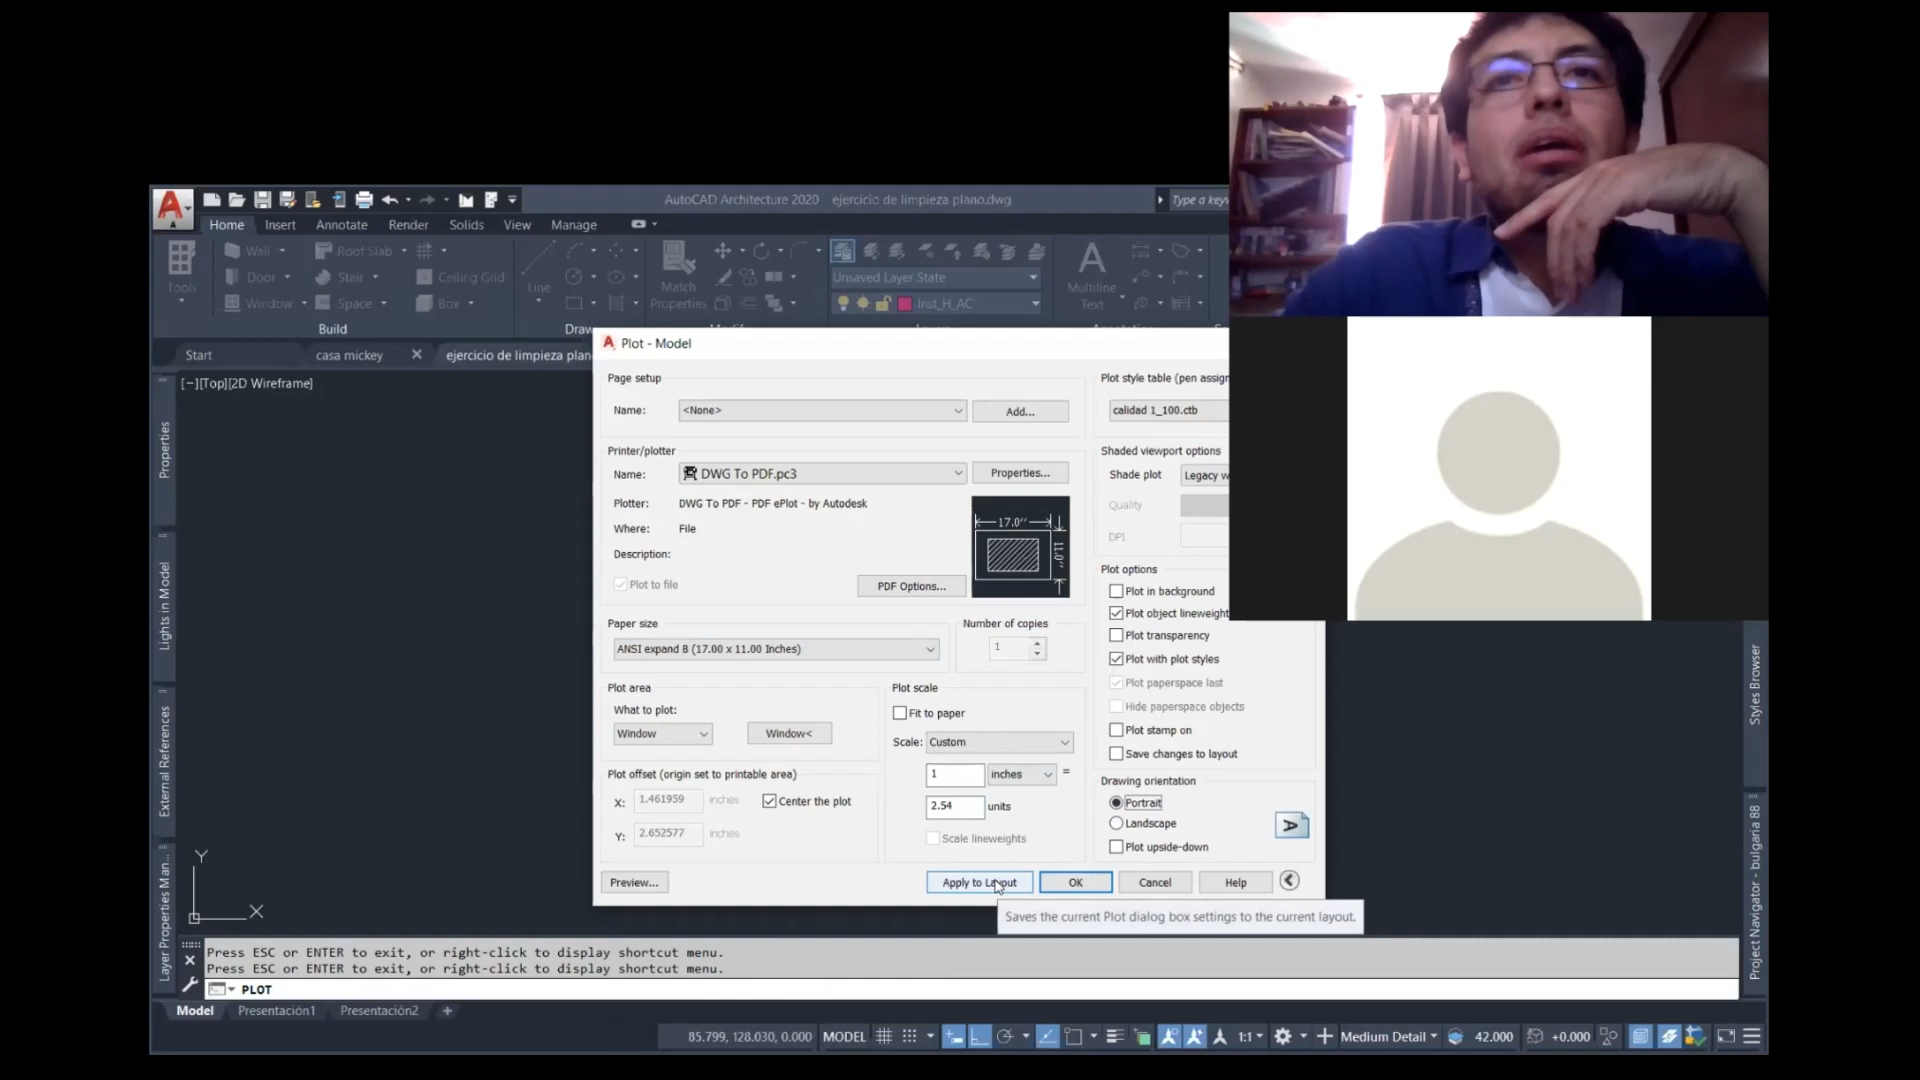 AutoCAD Architecture 2020 ejercicio de limpieza plano.dwg
Type a keyw
Home Insert Annotate Render Solids View Manage
Wall Roof Slab
Door Stair Ceiling Grid
Window Space Box
Tools
Build
Line
Draw
Match
Properties
Unsaved Layer State
Inst_H_AC
Multiline
Text
Start casa mickey ejercicio de limpieza plan
[−][Top][2D Wireframe]
Properties
Lights in Model
External References
Layer Properties Man...
Plot - Model
Page setup
Name: <None> Add...
Printer/plotter
Name: DWG To PDF.pc3 Properties...
Plotter: DWG To PDF - PDF ePlot - by Autodesk
Where: File
Description:
Plot to file
PDF Options...
17.0''
11.0''
Paper size
ANSI expand B (17.00 x 11.00 Inches)
Number of copies
1
Plot area
What to plot:
Window Window<
Plot offset (origin set to printable area)
X: 1.461959 inches Center the plot
Y: 2.652577 inches
Plot scale
Fit to paper
Scale: Custom
1 inches =
2.54 units
Scale lineweights
Plot style table (pen assign
calidad 1_100.ctb
Shaded viewport options
Shade plot Legacy w
Quality
DPI
Plot options
Plot in background
Plot object lineweight
Plot transparency
Plot with plot styles
Plot paperspace last
Hide paperspace objects
Plot stamp on
Save changes to layout
Drawing orientation
Portrait
Landscape
Plot upside-down
A
Preview... Apply to Layout OK Cancel Help
Saves the current Plot dialog box settings to the current layout.
Styles Browser
Project Navigator - bulgaria 88
Y
X
Press ESC or ENTER to exit, or right-click to display shortcut menu.
Press ESC or ENTER to exit, or right-click to display shortcut menu.
PLOT
Model Presentación1 Presentación2 +
85.799, 128.030, 0.000 MODEL 1:1 Medium Detail 42.000 +0.000